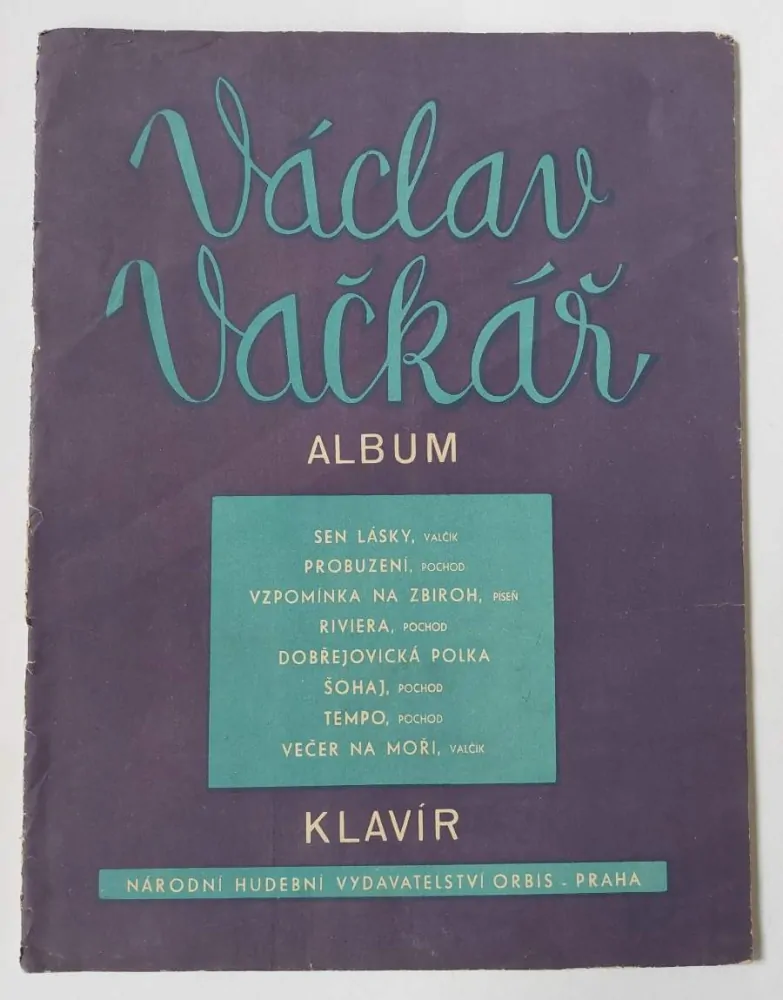 Václav
Vačkář
ALBUM
SEN LÁSKY, VALČÍK
PROBUZENÍ, POCHOD
VZPOMÍNKA NA ZBIROH, PÍSEŇ
RIVIERA, POCHOD
DOBŘEJOVICKÁ POLKA
ŠOHAJ, POCHOD
TEMPO, POCHOD
VEČER NA MOŘI, VALČÍK
KLAVÍR
NÁRODNÍ HUDEBNÍ VYDAVATELSTVÍ ORBIS - PRAHA